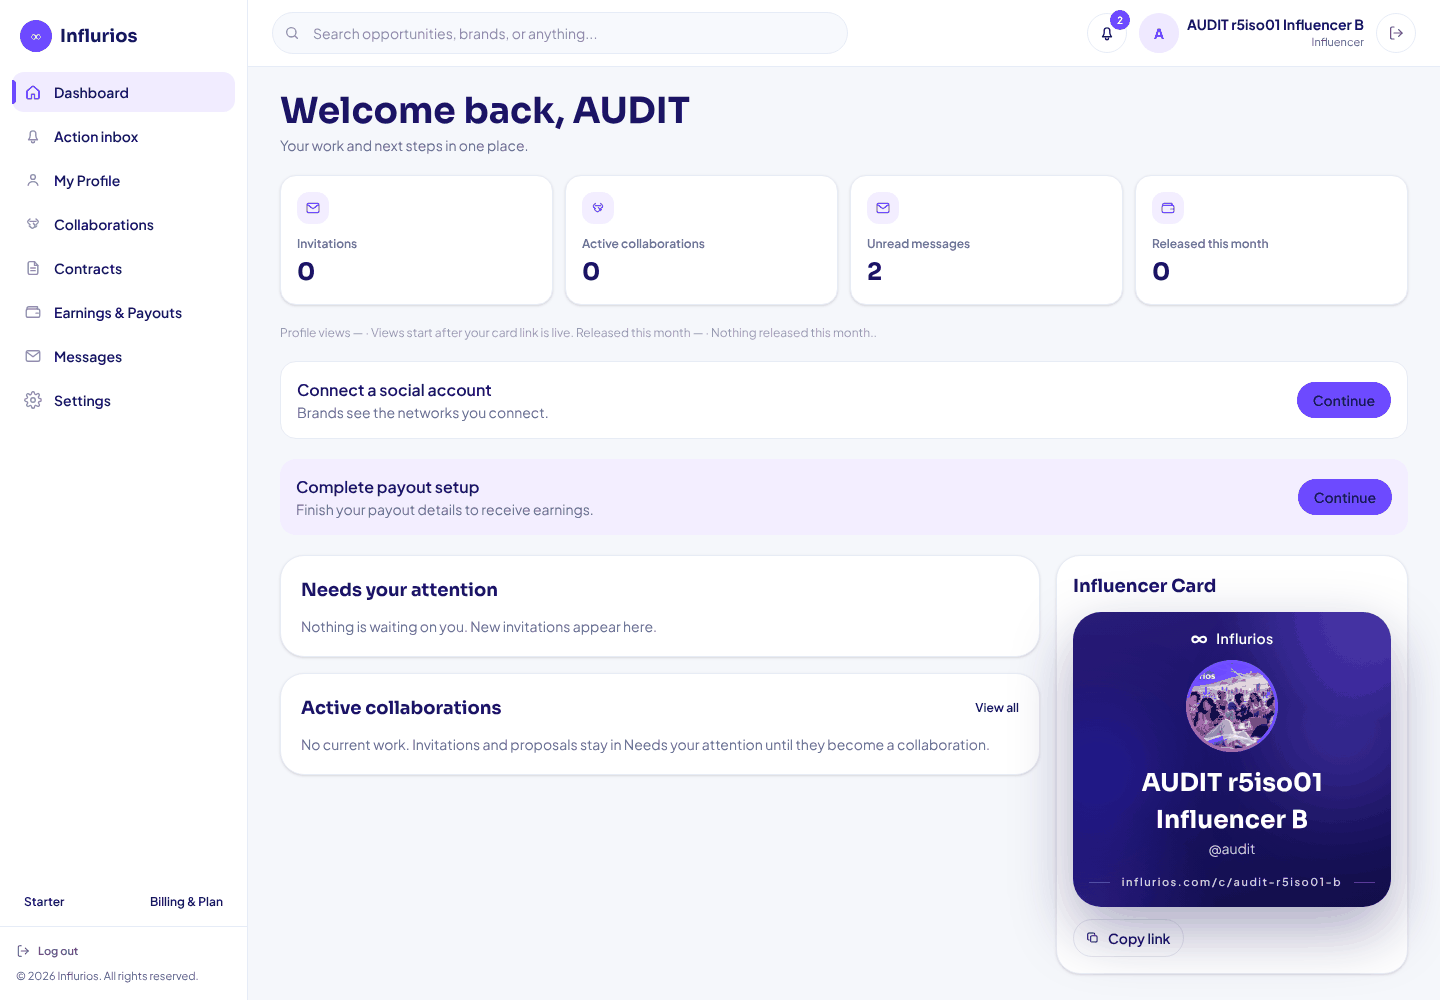 Influrios
Search opportunities, brands, or anything...
2
A
AUDIT r5iso01 Influencer B
Influencer
Dashboard
Action inbox
My Profile
Collaborations
Contracts
Earnings & Payouts
Messages
Settings
Starter
Billing & Plan
Log out
© 2026 Influrios. All rights reserved.
Welcome back, AUDIT
Your work and next steps in one place.
Invitations
0
Active collaborations
0
Unread messages
2
Released this month
0
Profile views — · Views start after your card link is live. Released this month — · Nothing released this month..
Connect a social account
Brands see the networks you connect.
Continue
Complete payout setup
Finish your payout details to receive earnings.
Continue
Needs your attention
Nothing is waiting on you. New invitations appear here.
Active collaborations
View all
No current work. Invitations and proposals stay in Needs your attention until they become a collaboration.
Influencer Card
Influrios
rios
AUDIT r5iso01
Influencer B
@audit
influrios.com/c/audit-r5iso01-b
Copy link